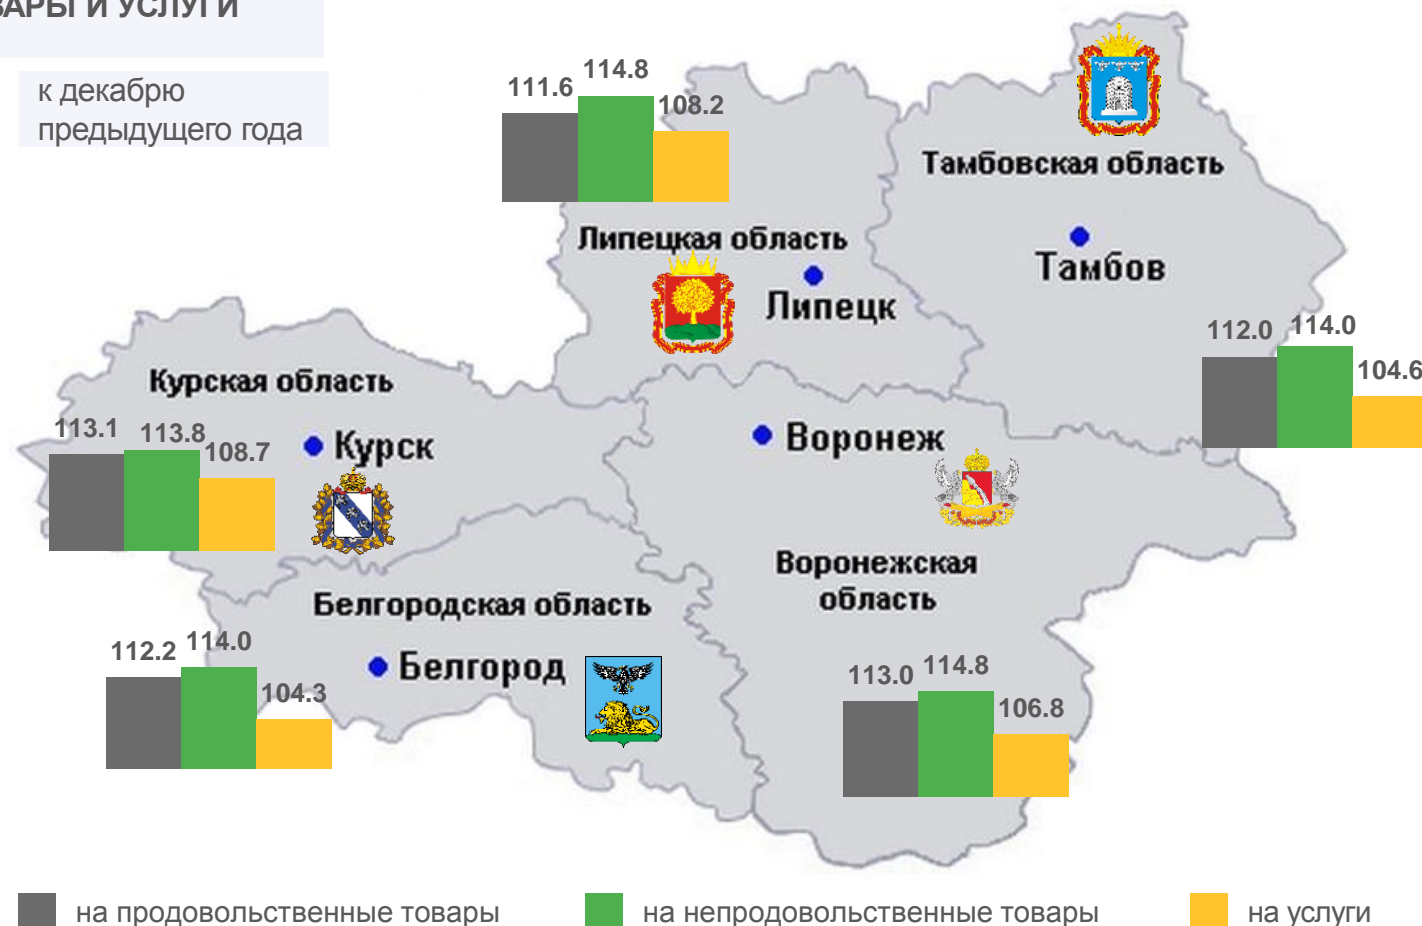 ВАРЫ И УСЛУГИ
к декабрю
предыдущего года
111.6
114.8
108.2
Тамбовская область
Липецкая область
Тамбов
Липецк
112.0
114.0
104.6
Курская область
113.1
113.8
108.7
Курск
Воронеж
Воронежская
область
Белгородская область
112.2
114.0
104.3
Белгород
113.0
114.8
106.8
на продовольственные товары
на непродовольственные товары
на услуги